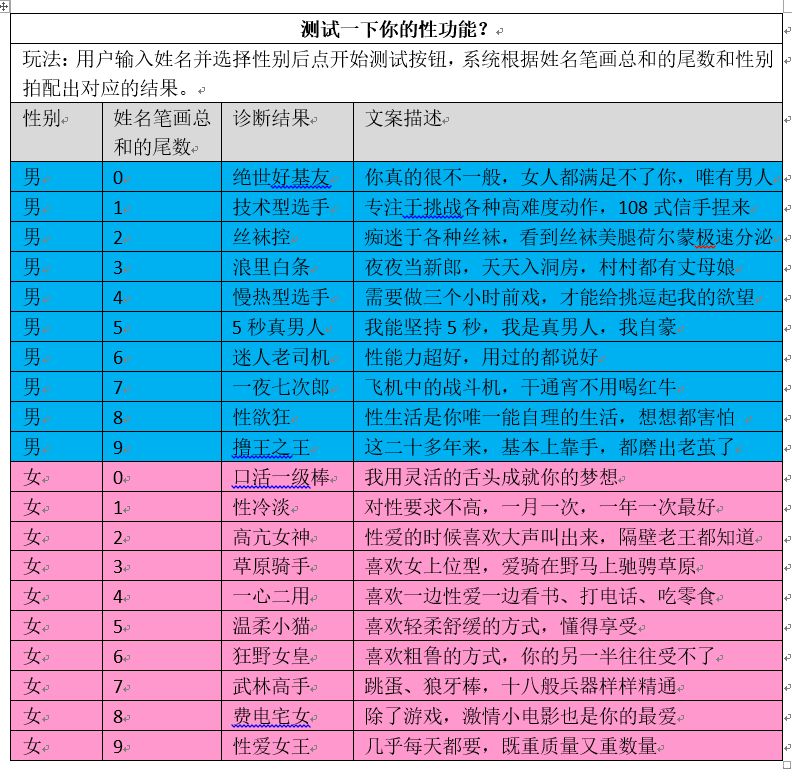 测试一下你的性功能？
玩法：用户输入姓名并选择性别后点开始测试按钮，系统根据姓名笔画总和的尾数和性别
拍配出对应的结果。
性别 姓名笔画总 诊断结果 文案描述
和的尾数
男 0 绝世好基友 你真的很不一般，女人都满足不了你，唯有男人
男 1 技术型选手 专注于挑战各种高难度动作，108 式信手捏来
男 2 丝袜控 痴迷于各种丝袜，看到丝袜美腿荷尔蒙极速分泌
男 3 浪里白条 夜夜当新郎，天天入洞房，村村都有丈母娘
男 4 慢热型选手 需要做三个小时前戏，才能给挑逗起我的欲望
男 5 5 秒真男人 我能坚持 5 秒，我是真男人，我自豪
男 6 迷人老司机 性能力超好，用过的都说好
男 7 一夜七次郎 飞机中的战斗机，干通宵不用喝红牛
男 8 性欲狂 性生活是你唯一能自理的生活，想想都害怕
男 9 撸王之王 这二十多年来，基本上靠手，都磨出老茧了
女 0 口活一级棒 我用灵活的舌头成就你的梦想
女 1 性冷淡 对性要求不高，一月一次，一年一次最好
女 2 高亢女神 性爱的时候喜欢大声叫出来，隔壁老王都知道
女 3 草原骑手 喜欢女上位型，爱骑在野马上驰骋草原
女 4 一心二用 喜欢一边性爱一边看书、打电话、吃零食
女 5 温柔小猫 喜欢轻柔舒缓的方式，懂得享受
女 6 狂野女皇 喜欢粗鲁的方式，你的另一半往往受不了
女 7 武林高手 跳蛋、狼牙棒，十八般兵器样样精通
女 8 费电宅女 除了游戏，激情小电影也是你的最爱
女 9 性爱女王 几乎每天都要，既重质量又重数量